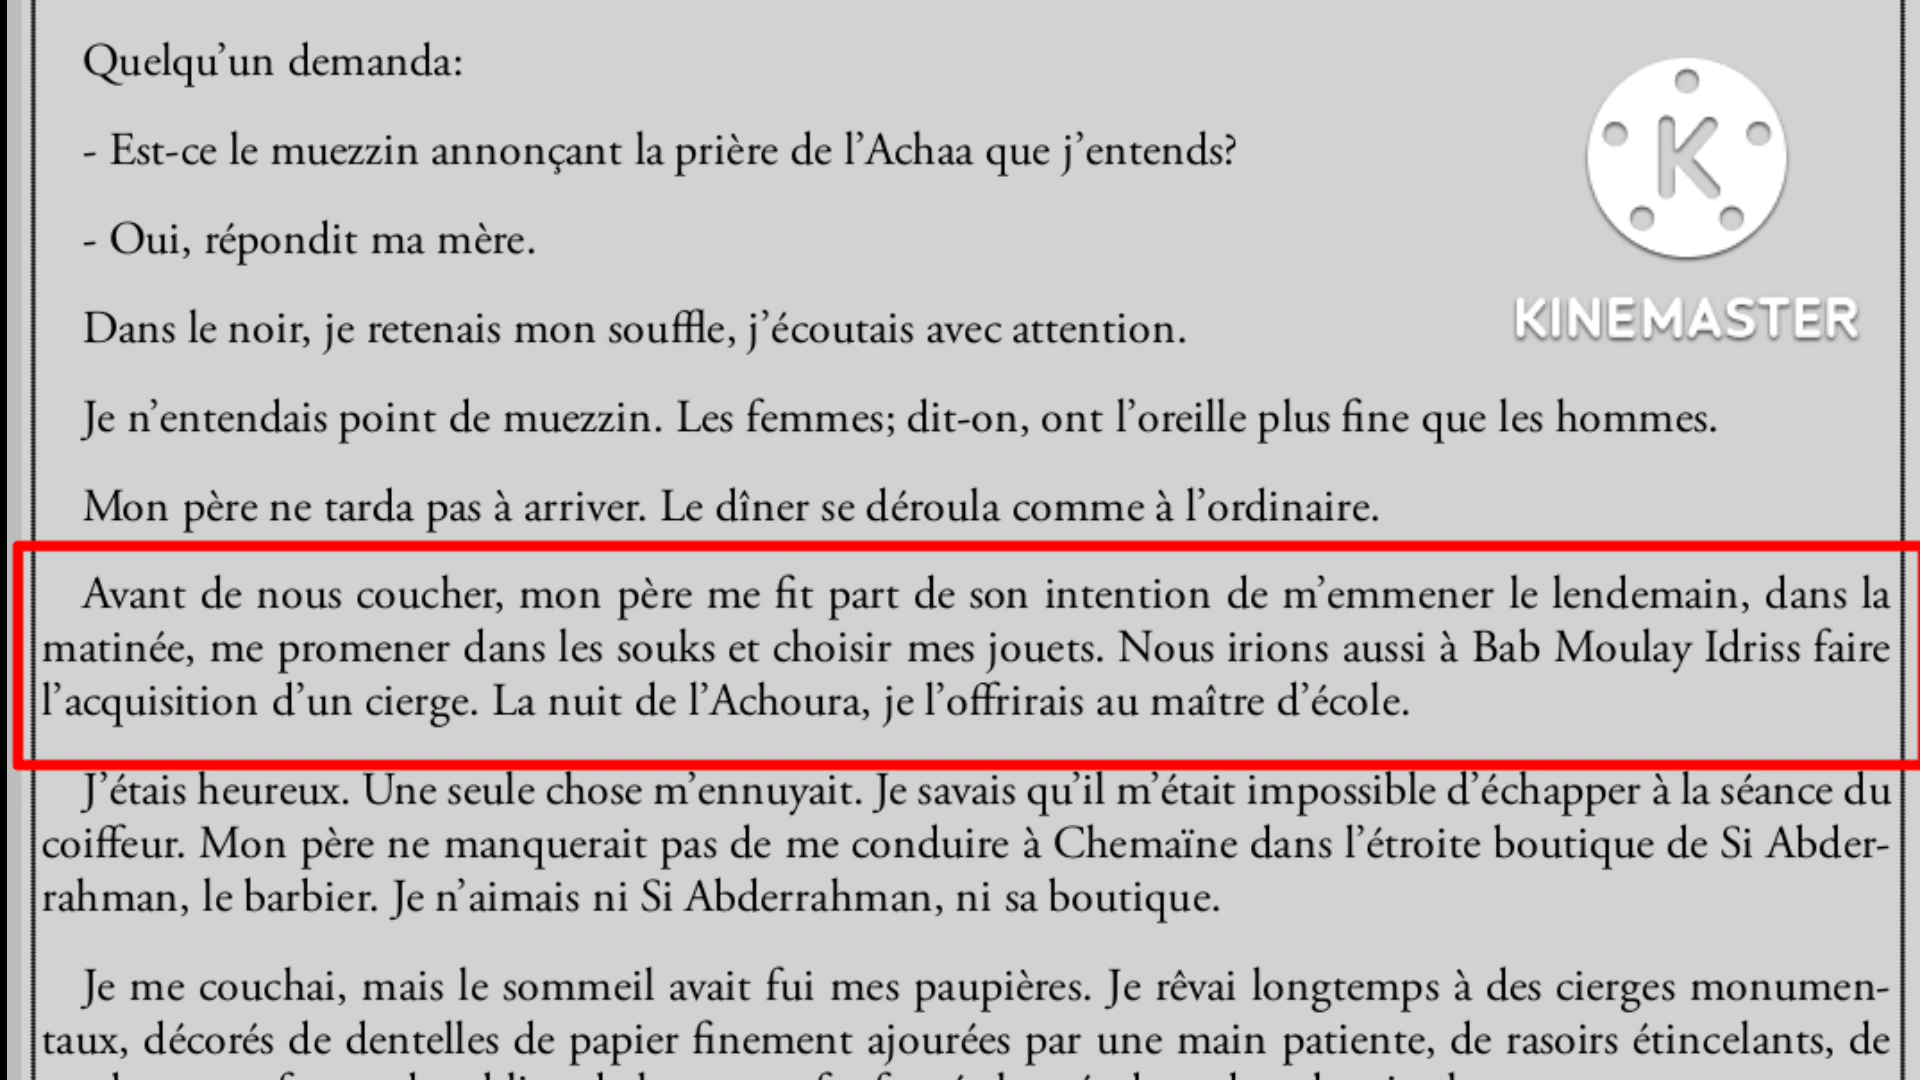 Quelqu’un demanda:
- Est-ce le muezzin annonçant la prière de l’Achaa que j’entends?
- Oui, répondit ma mère.
Dans le noir, je retenais mon souffle, j’écoutais avec attention.
Je n’entendais point de muezzin. Les femmes; dit-on, ont l’oreille plus fine que les hommes.
Mon père ne tarda pas à arriver. Le dîner se déroula comme à l’ordinaire.
Avant de nous coucher, mon père me fit part de son intention de m’emmener le lendemain, dans la
matinée, me promener dans les souks et choisir mes jouets. Nous irions aussi à Bab Moulay Idriss faire
l’acquisition d’un cierge. La nuit de l’Achoura, je l’offrirais au maître d’école.
J’étais heureux. Une seule chose m’ennuyait. Je savais qu’il m’était impossible d’échapper à la séance du
coiffeur. Mon père ne manquerait pas de me conduire à Chemaïne dans l’étroite boutique de Si Abder-
rahman, le barbier. Je n’aimais ni Si Abderrahman, ni sa boutique.
Je me couchai, mais le sommeil avait fui mes paupières. Je rêvai longtemps à des cierges monumen-
taux, décorés de dentelles de papier finement ajourées par une main patiente, de rasoirs étincelants, de
K
KINEMASTER